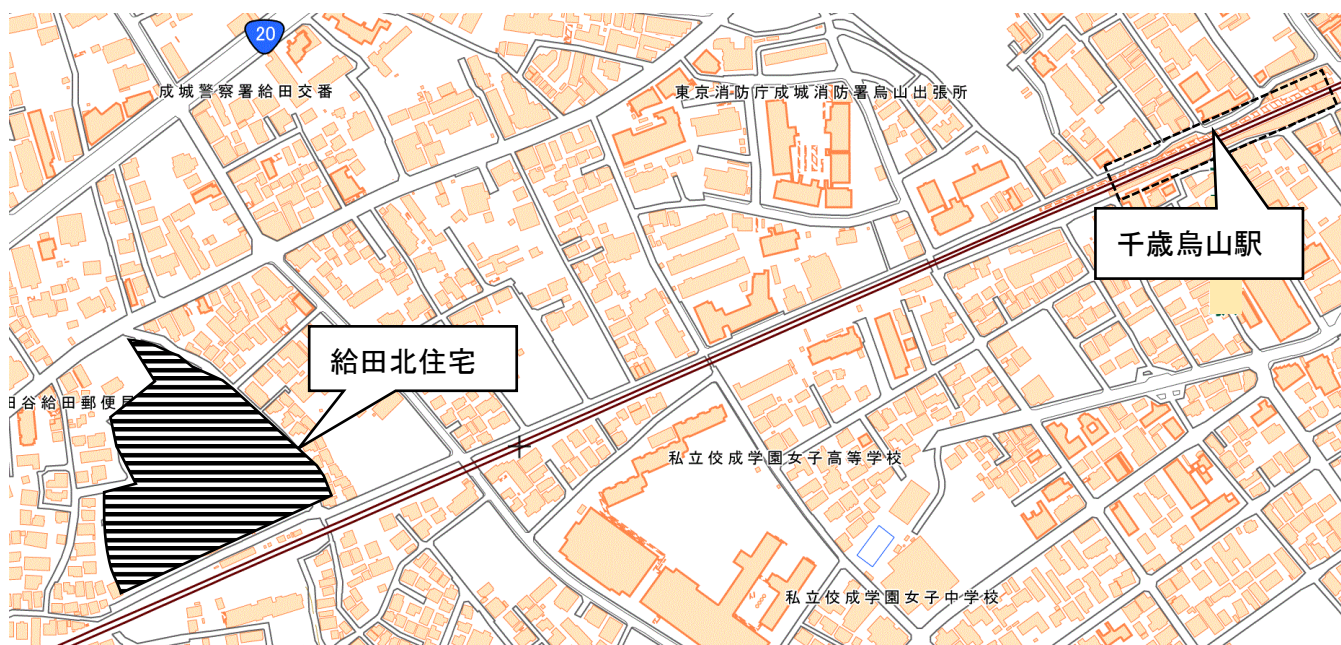 20
成城警察署給田交番
東京消防庁成城消防署烏山出張所
千歳烏山駅
給田北住宅
田谷給田郵便局
私立佼成学園女子高等学校
私立佼成学園女子中学校